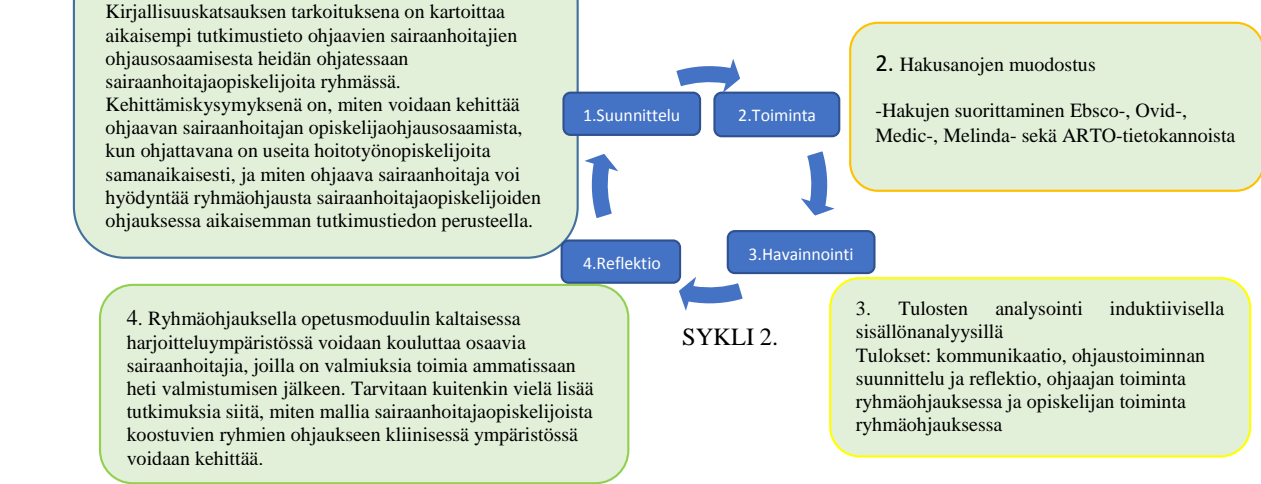 Kirjallisuuskatsauksen tarkoituksena on kartoittaa
aikaisempi tutkimustieto ohjaavien sairaanhoitajien
ohjausosaamisesta heidän ohjatessaan
sairaanhoitajaopiskelijoita ryhmässä.
Kehittämiskysymyksenä on, miten voidaan kehittää
ohjaavan sairaanhoitajan opiskelijaohjausosaamista,
kun ohjattavana on useita hoitotyönopiskelijoita
samanaikaisesti, ja miten ohjaava sairaanhoitaja voi
hyödyntää ryhmäohjausta sairaanhoitajaopiskelijoiden
ohjauksessa aikaisemman tutkimustiedon perusteella.
1.Suunnittelu
2.Toiminta
2. Hakusanojen muodostus
-Hakujen suorittaminen Ebsco-, Ovid-,
Medic-, Melinda- sekä ARTO-tietokannoista
3.Havainnointi
4.Reflektio
SYKLI 2.
3. Tulosten analysointi induktiivisella
sisällönanalyysillä
Tulokset: kommunikaatio, ohjaustoiminnan
suunnittelu ja reflektio, ohjaajan toiminta
ryhmäohjauksessa ja opiskelijan toiminta
ryhmäohjauksessa
4. Ryhmäohjauksella opetusmoduulin kaltaisessa
harjoitteluympäristössä voidaan kouluttaa osaavia
sairaanhoitajia, joilla on valmiuksia toimia ammatissaan
heti valmistumisen jälkeen. Tarvitaan kuitenkin vielä lisää
tutkimuksia siitä, miten mallia sairaanhoitajaopiskelijoista
koostuvien ryhmien ohjaukseen kliinisessä ympäristössä
voidaan kehittää.